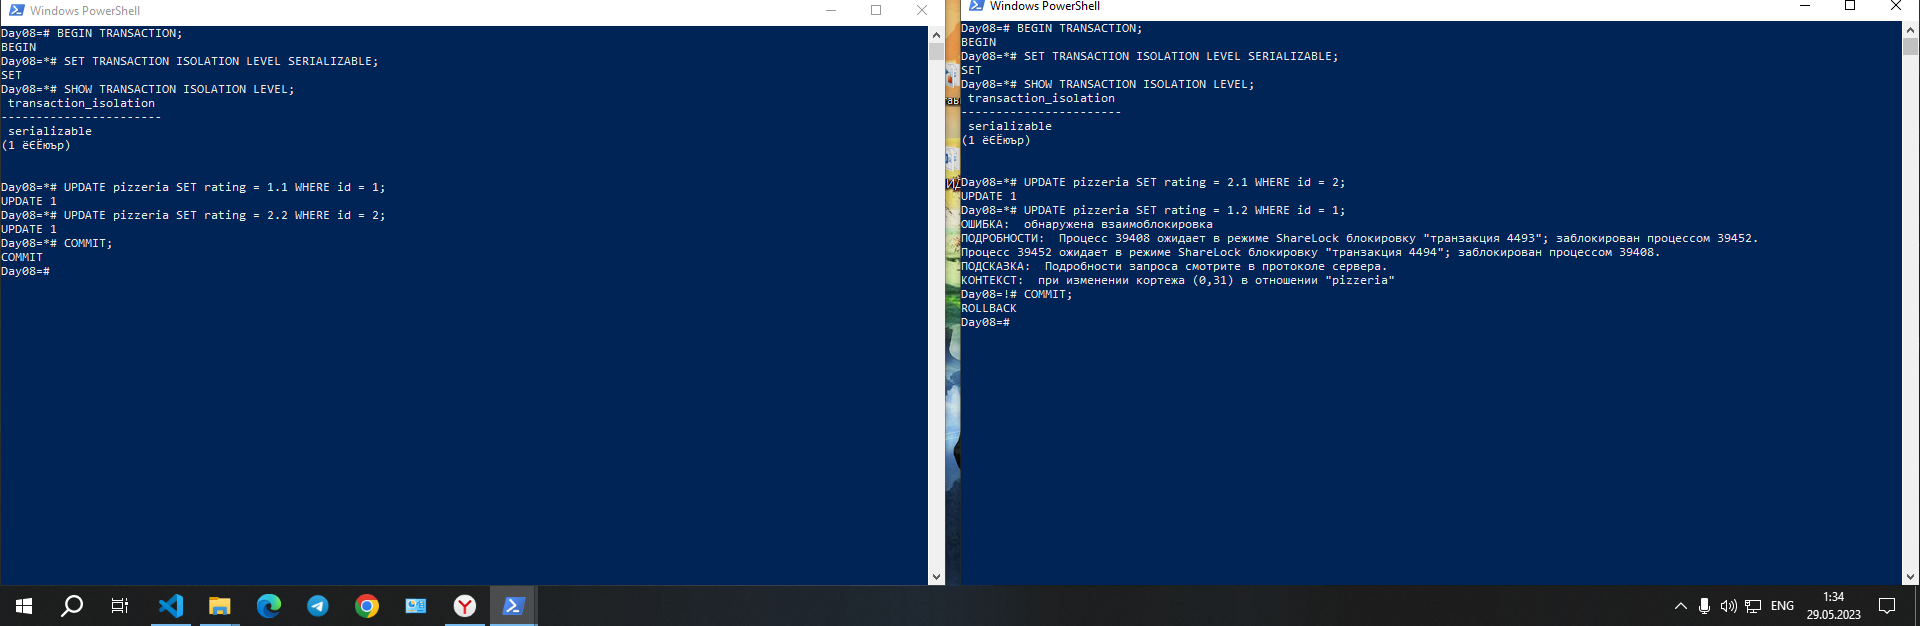 Windows PowerShell
Day08=# BEGIN TRANSACTION;
BEGIN
Day08=*# SET TRANSACTION ISOLATION LEVEL SERIALIZABLE;
SET
Day08=*# SHOW TRANSACTION ISOLATION LEVEL;
transaction_isolation
-----------------------
serializable
(1 ёЄЁюър)
Day08=*# UPDATE pizzeria SET rating = 1.1 WHERE id = 1;
UPDATE 1
Day08=*# UPDATE pizzeria SET rating = 2.2 WHERE id = 2;
UPDATE 1
Day08=*# COMMIT;
COMMIT
Day08=#
Windows PowerShell
Day08=# BEGIN TRANSACTION;
BEGIN
Day08=*# SET TRANSACTION ISOLATION LEVEL SERIALIZABLE;
SET
Day08=*# SHOW TRANSACTION ISOLATION LEVEL;
transaction_isolation
-----------------------
serializable
(1 ёЄЁюър)
Day08=*# UPDATE pizzeria SET rating = 2.1 WHERE id = 2;
UPDATE 1
Day08=*# UPDATE pizzeria SET rating = 1.2 WHERE id = 1;
ОШИБКА:  обнаружена взаимоблокировка
ПОДРОБНОСТИ:  Процесс 39408 ожидает в режиме ShareLock блокировку "транзакция 4493"; заблокирован процессом 39452.
Процесс 39452 ожидает в режиме ShareLock блокировку "транзакция 4494"; заблокирован процессом 39408.
ПОДСКАЗКА:  Подробности запроса смотрите в протоколе сервера.
КОНТЕКСТ:  при изменении кортежа (0,31) в отношении "pizzeria"
Day08=!# COMMIT;
ROLLBACK
Day08=#
ENG
1:34
29.05.2023